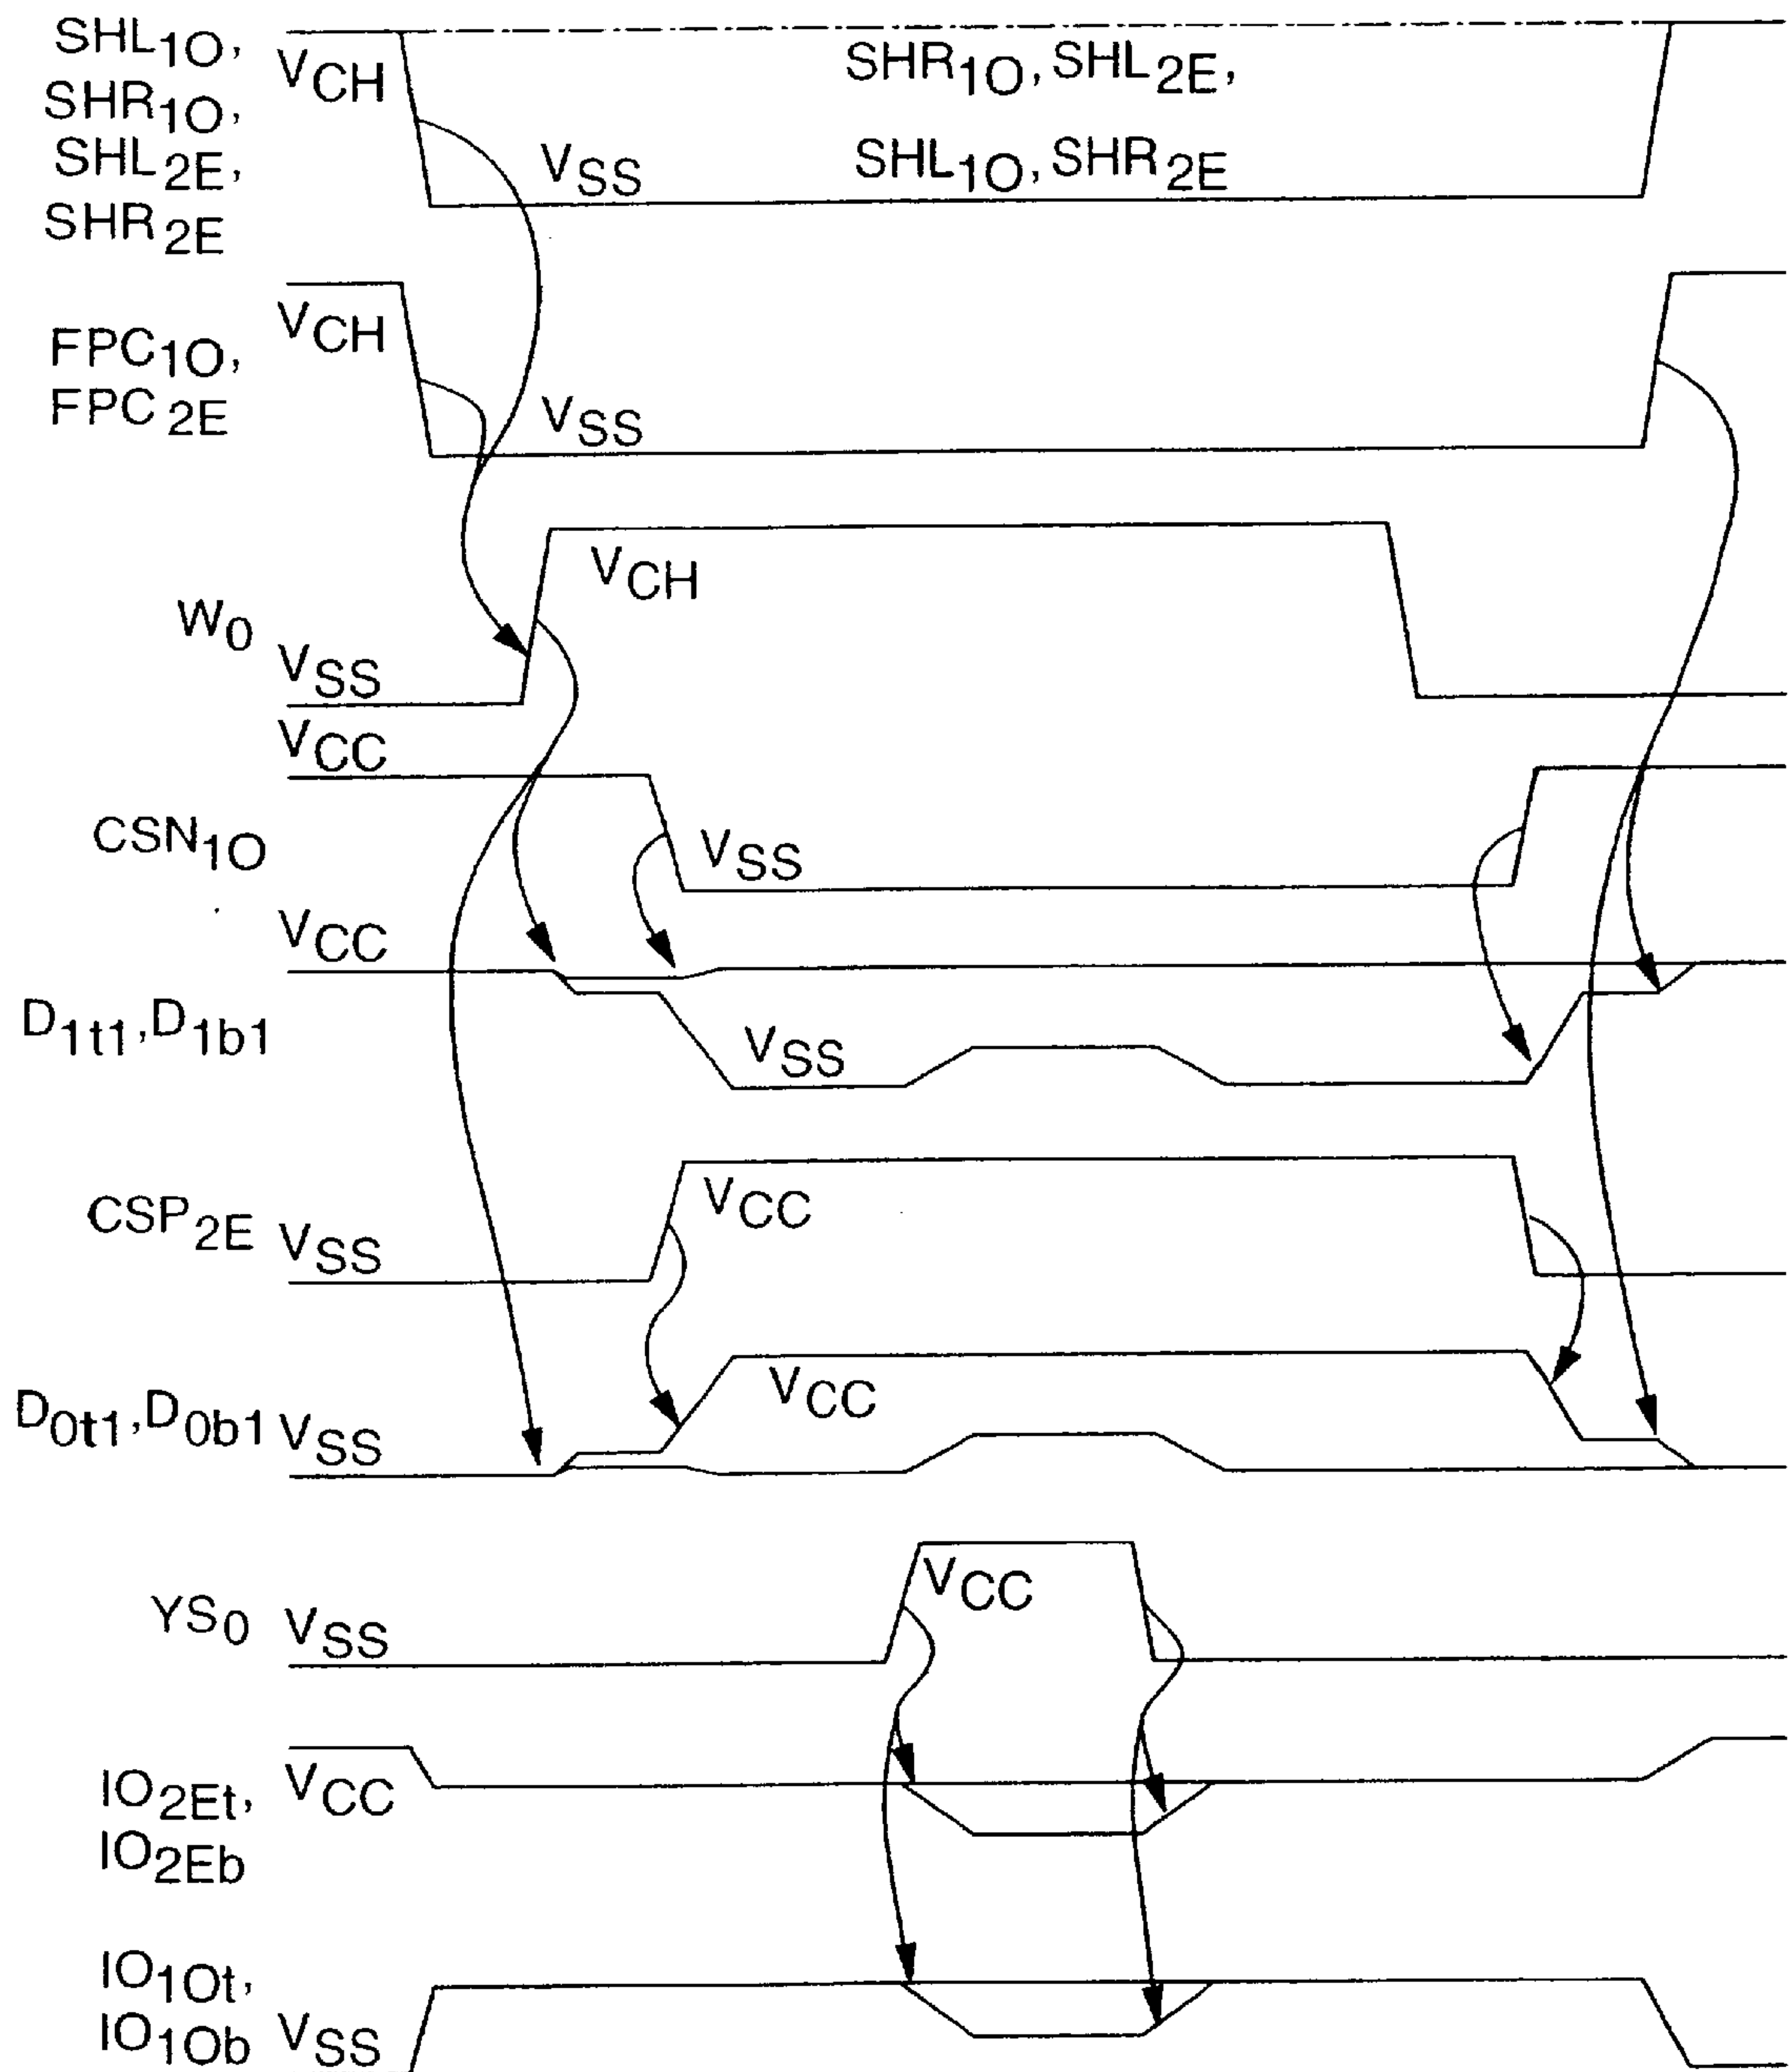 SHL1O,
SHR1O,
SHL2E,
SHR2E
VCH
SHR1O, SHL2E,
VSS
SHL1O, SHR2E
FPC1O,
FPC2E
VCH
VSS
W0
VSS
VCH
CSN1O
VCC
VSS
D1t1,D1b1
VCC
VSS
CSP2E
VSS
VCC
D0t1,D0b1
VSS
VCC
YS0
VSS
VCC
IO2Et,
IO2Eb
VCC
IO1Ot,
IO1Ob
VSS